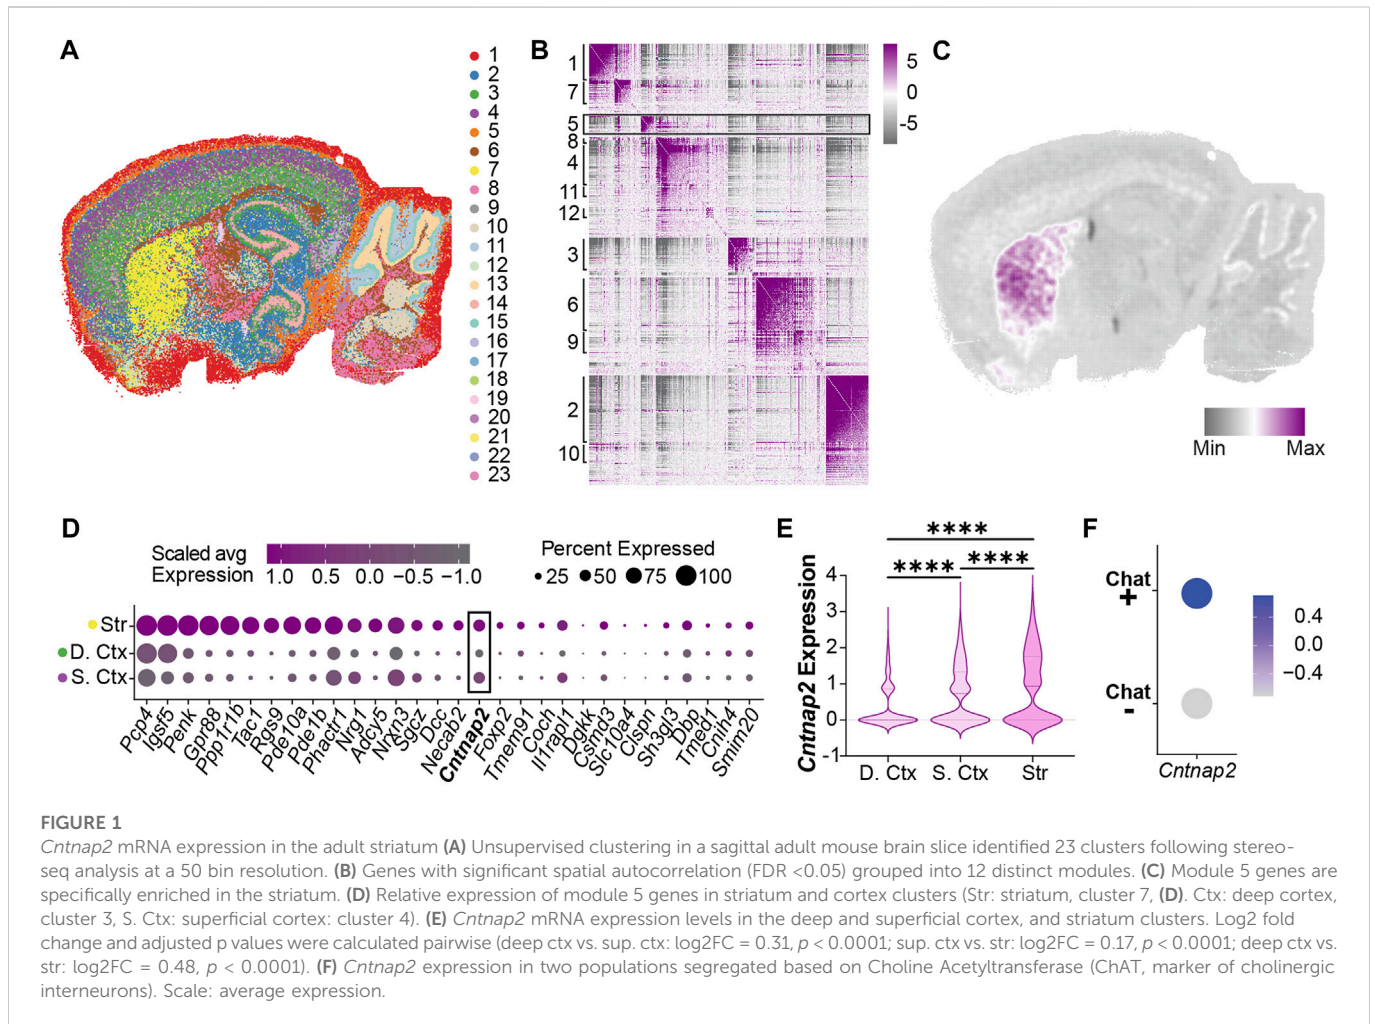 A
1
2
3
4
5
6
7
8
9
10
11
12
13
14
15
16
17
18
19
20
21
22
23
B
1
7
5
8
4
11
12
3
6
9
2
10
5
0
-5
C
Min Max
D
Scaled avg
Expression
1.0 0.5 0.0 -0.5 -1.0
Percent Expressed
25 50 75 100
Str
D. Ctx
S. Ctx
Pcp4
Igsf5
Penk
Gpr88
Ppp1r1b
Tac1
Rgs9
Pde10a
Pde1b
Phactr1
Nrg1
Adcy5
Nrxn3
Sgcz
Dcc
Necab2
Cntnap2
Foxp2
Tmem91
Coch
Il1rapl1
Dgkk
Csmd3
Slc10a4
Clspn
Sh3gl3
Dbp
Tmed1
Cnih4
Smim20
E
****
**** ****
Cntnap2 Expression
4
3
2
1
0
-1
D. Ctx S. Ctx Str
F
Chat
+
Chat
-
0.4
0.0
−0.4
Cntnap2
FIGURE 1
Cntnap2 mRNA expression in the adult striatum (A) Unsupervised clustering in a sagittal adult mouse brain slice identified 23 clusters following stereo-
seq analysis at a 50 bin resolution. (B) Genes with significant spatial autocorrelation (FDR <0.05) grouped into 12 distinct modules. (C) Module 5 genes are
specifically enriched in the striatum. (D) Relative expression of module 5 genes in striatum and cortex clusters (Str: striatum, cluster 7, (D). Ctx: deep cortex,
cluster 3, S. Ctx: superficial cortex: cluster 4). (E) Cntnap2 mRNA expression levels in the deep and superficial cortex, and striatum clusters. Log2 fold
change and adjusted p values were calculated pairwise (deep ctx vs. sup. ctx: log2FC = 0.31, p < 0.0001; sup. ctx vs. str: log2FC = 0.17, p < 0.0001; deep ctx vs.
str: log2FC = 0.48, p < 0.0001). (F) Cntnap2 expression in two populations segregated based on Choline Acetyltransferase (ChAT, marker of cholinergic
interneurons). Scale: average expression.